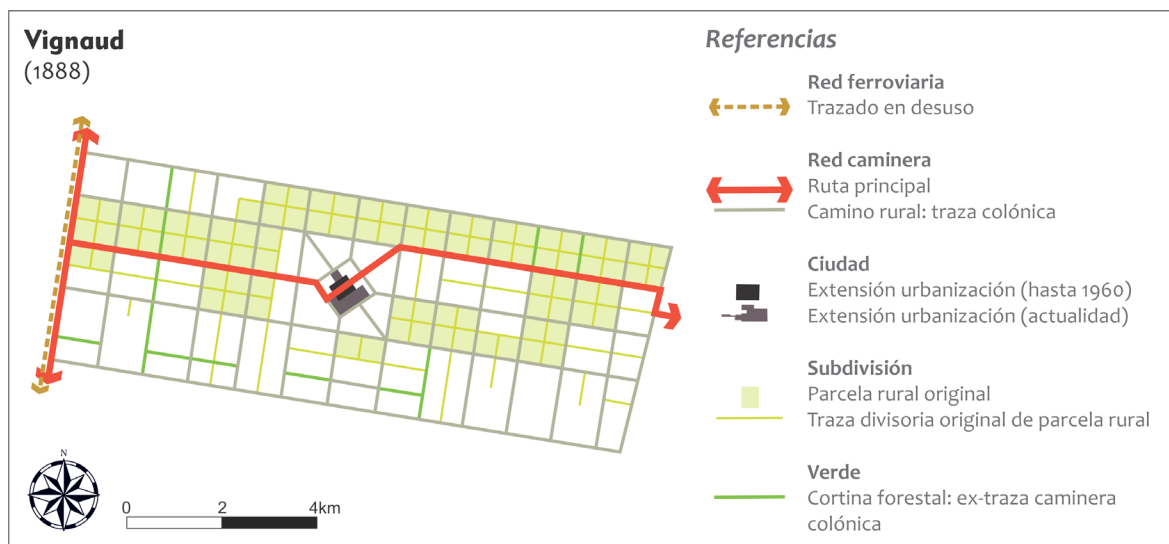 Vignaud
(1888)
Referencias
Red ferroviaria
Trazado en desuso
Red caminera
Ruta principal
Camino rural: traza colónica
Ciudad
Extensión urbanización (hasta 1960)
Extensión urbanización (actualidad)
Subdivisión
Parcela rural original
Traza divisoria original de parcela rural
Verde
Cortina forestal: ex-traza caminera
colónica
N
0 2 4km